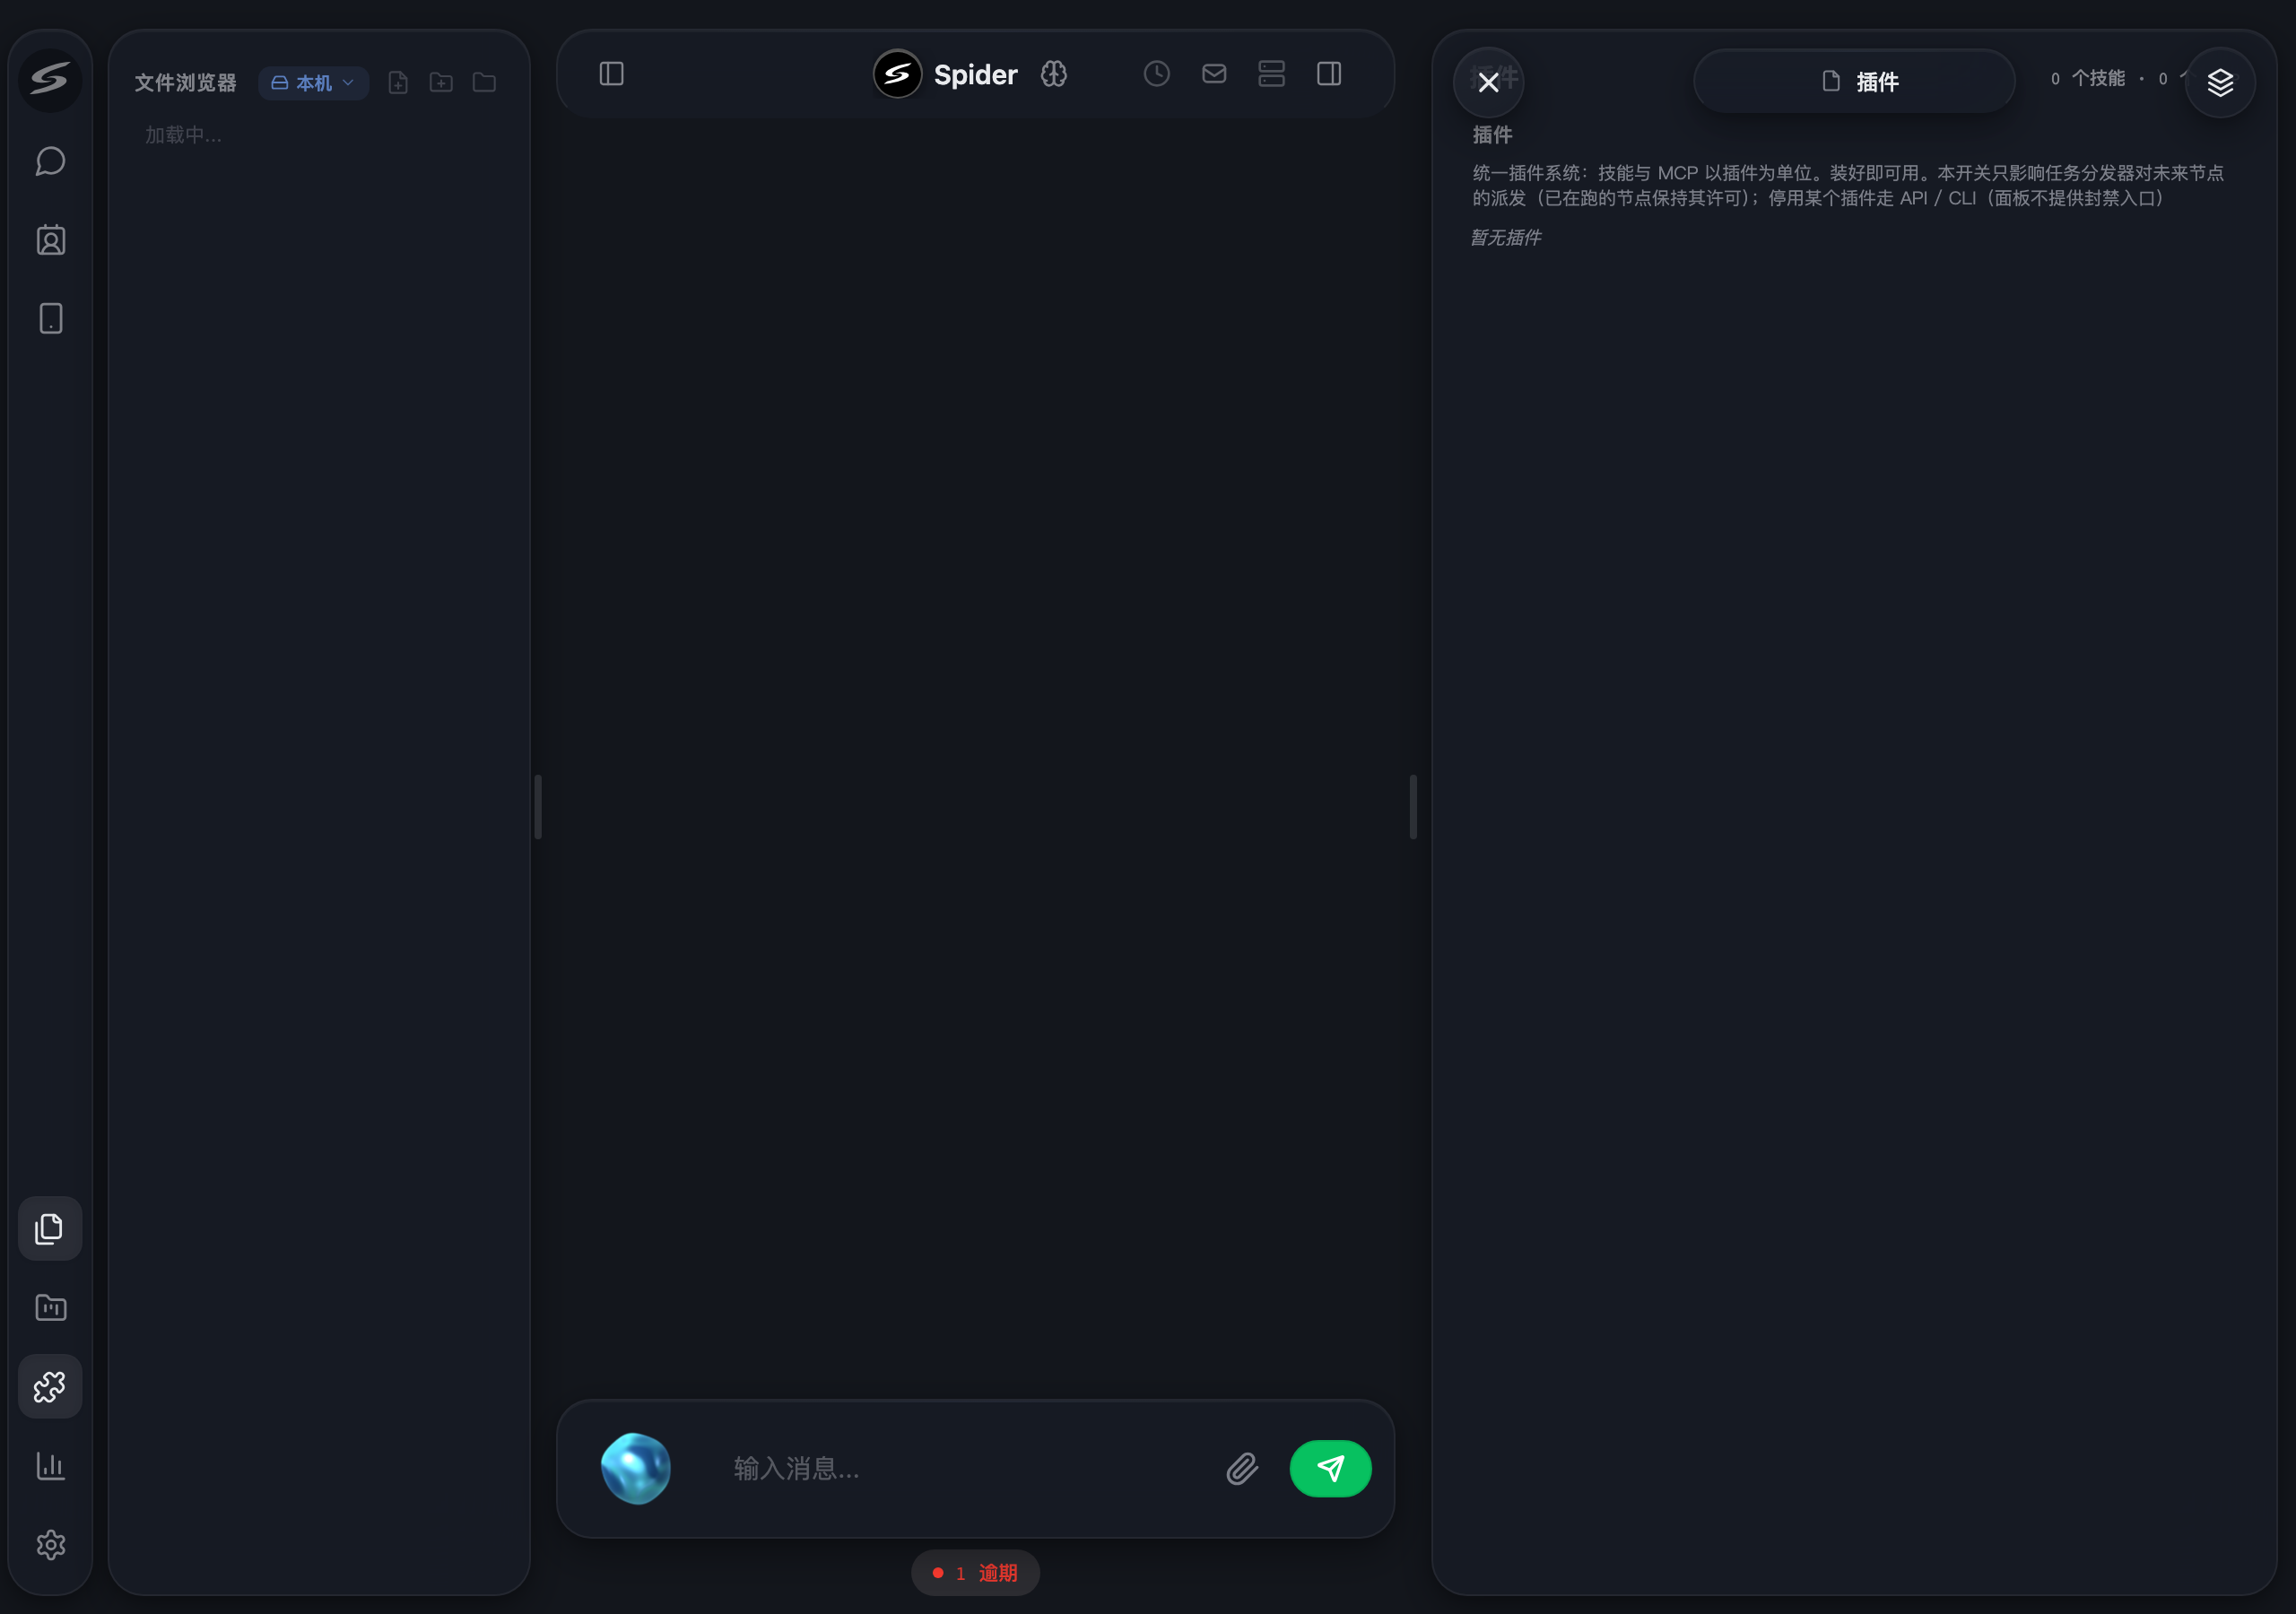 文件浏览器
本机
加载中...
Spider
输入消息...
1 逾期
插件
插件
0 个技能 · 0 个
插件
统一插件系统：技能与 MCP 以插件为单位。装好即可用。本开关只影响任务分发器对未来节点
的派发（已在跑的节点保持其许可）；停用某个插件走 API / CLI（面板不提供封禁入口）
暂无插件